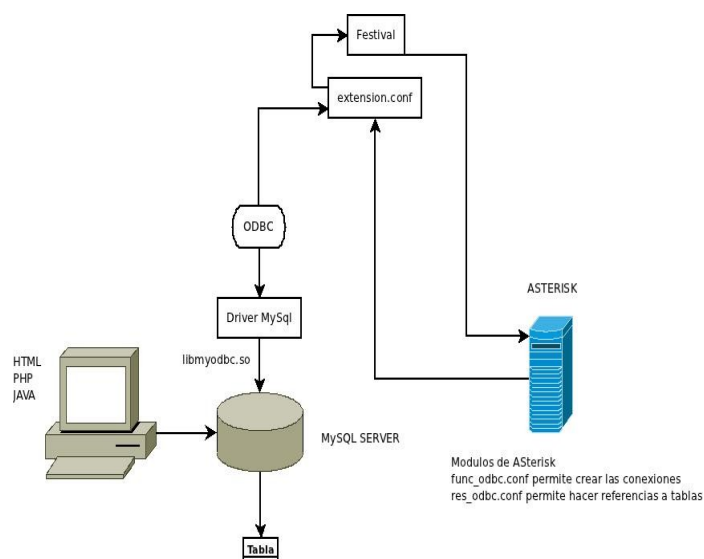 Festival
extension.conf
ODBC
ASTERISK
Driver MySql
libmyodbc.so
HTML
PHP
JAVA
MySQL SERVER
Modulos de ASterisk
func_odbc.conf permite crear las conexiones
res_odbc.conf permite hacer referencias a tablas
Tabla